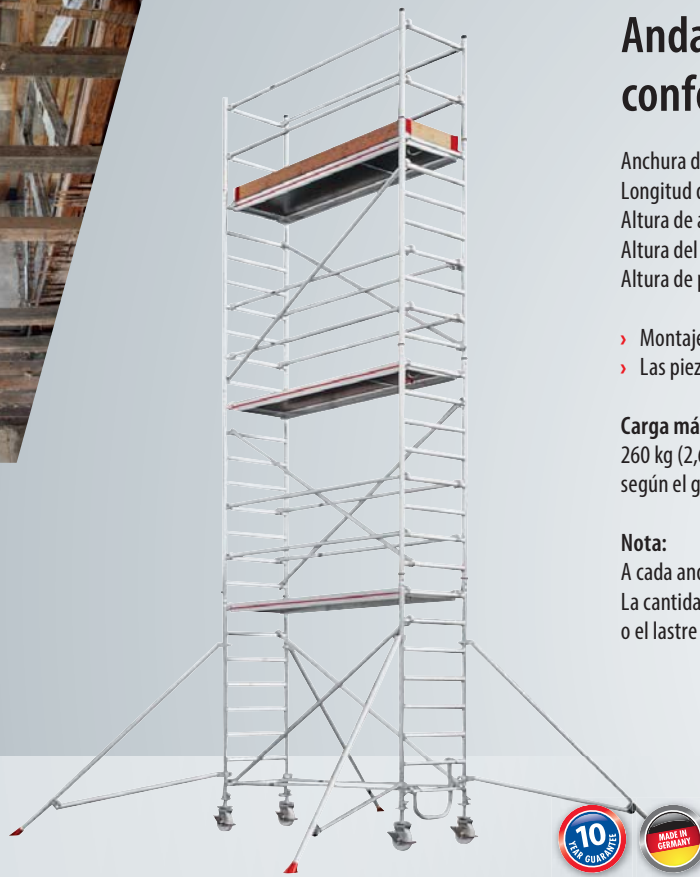 Anda
confo
Anchura d
Longitud
Altura de
Altura del
Altura de
› Montaje
› Las piez
Carga má
260 kg (2,
según el g
Nota:
A cada and
La cantida
o el lastre
10
YEAR GUARANTEE
MADE IN
GERMANY